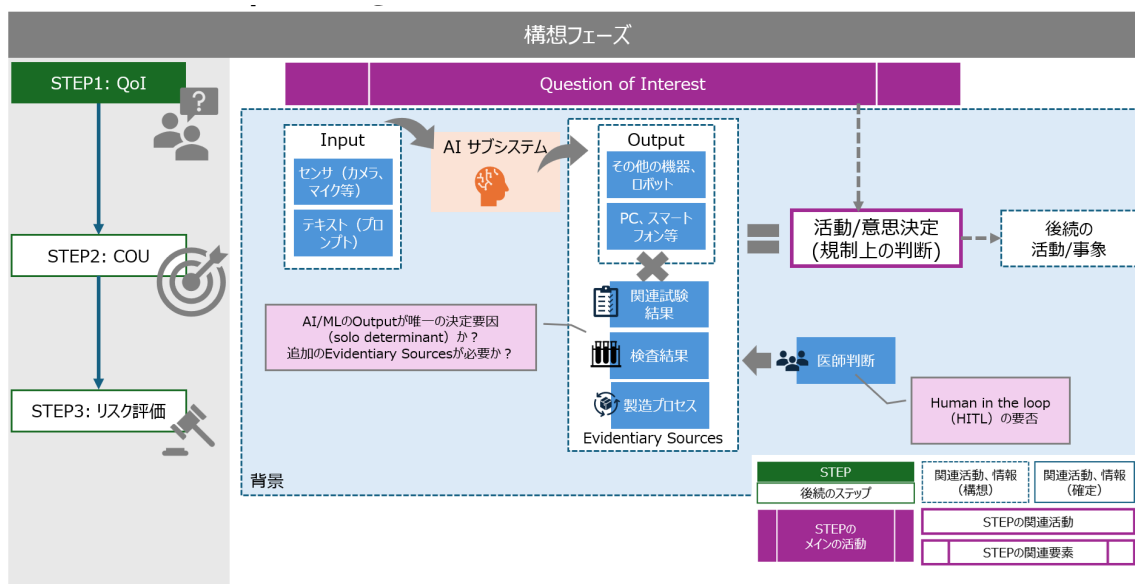 構想フェーズ
STEP1: QoI
?
STEP2: COU
STEP3: リスク評価
Question of Interest
Input
センサ（カメラ、
マイク等）
テキスト（プロ
ンプト）
AI サブシステム
Output
その他の機器、
ロボット
PC、スマート
フォン等
関連試験
結果
検査結果
製造プロセス
Evidentiary Sources
活動/意思決定
(規制上の判断)
後続の
活動/事象
AI/MLのOutputが唯一の決定要因
（solo determinant）か？
追加のEvidentiary Sourcesが必要か？
医師判断
Human in the loop
（HITL）の要否
背景
STEP
後続のステップ
STEPの
メインの活動
関連活動、情報
（構想）
関連活動、情報
（確定）
STEPの関連活動
STEPの関連要素